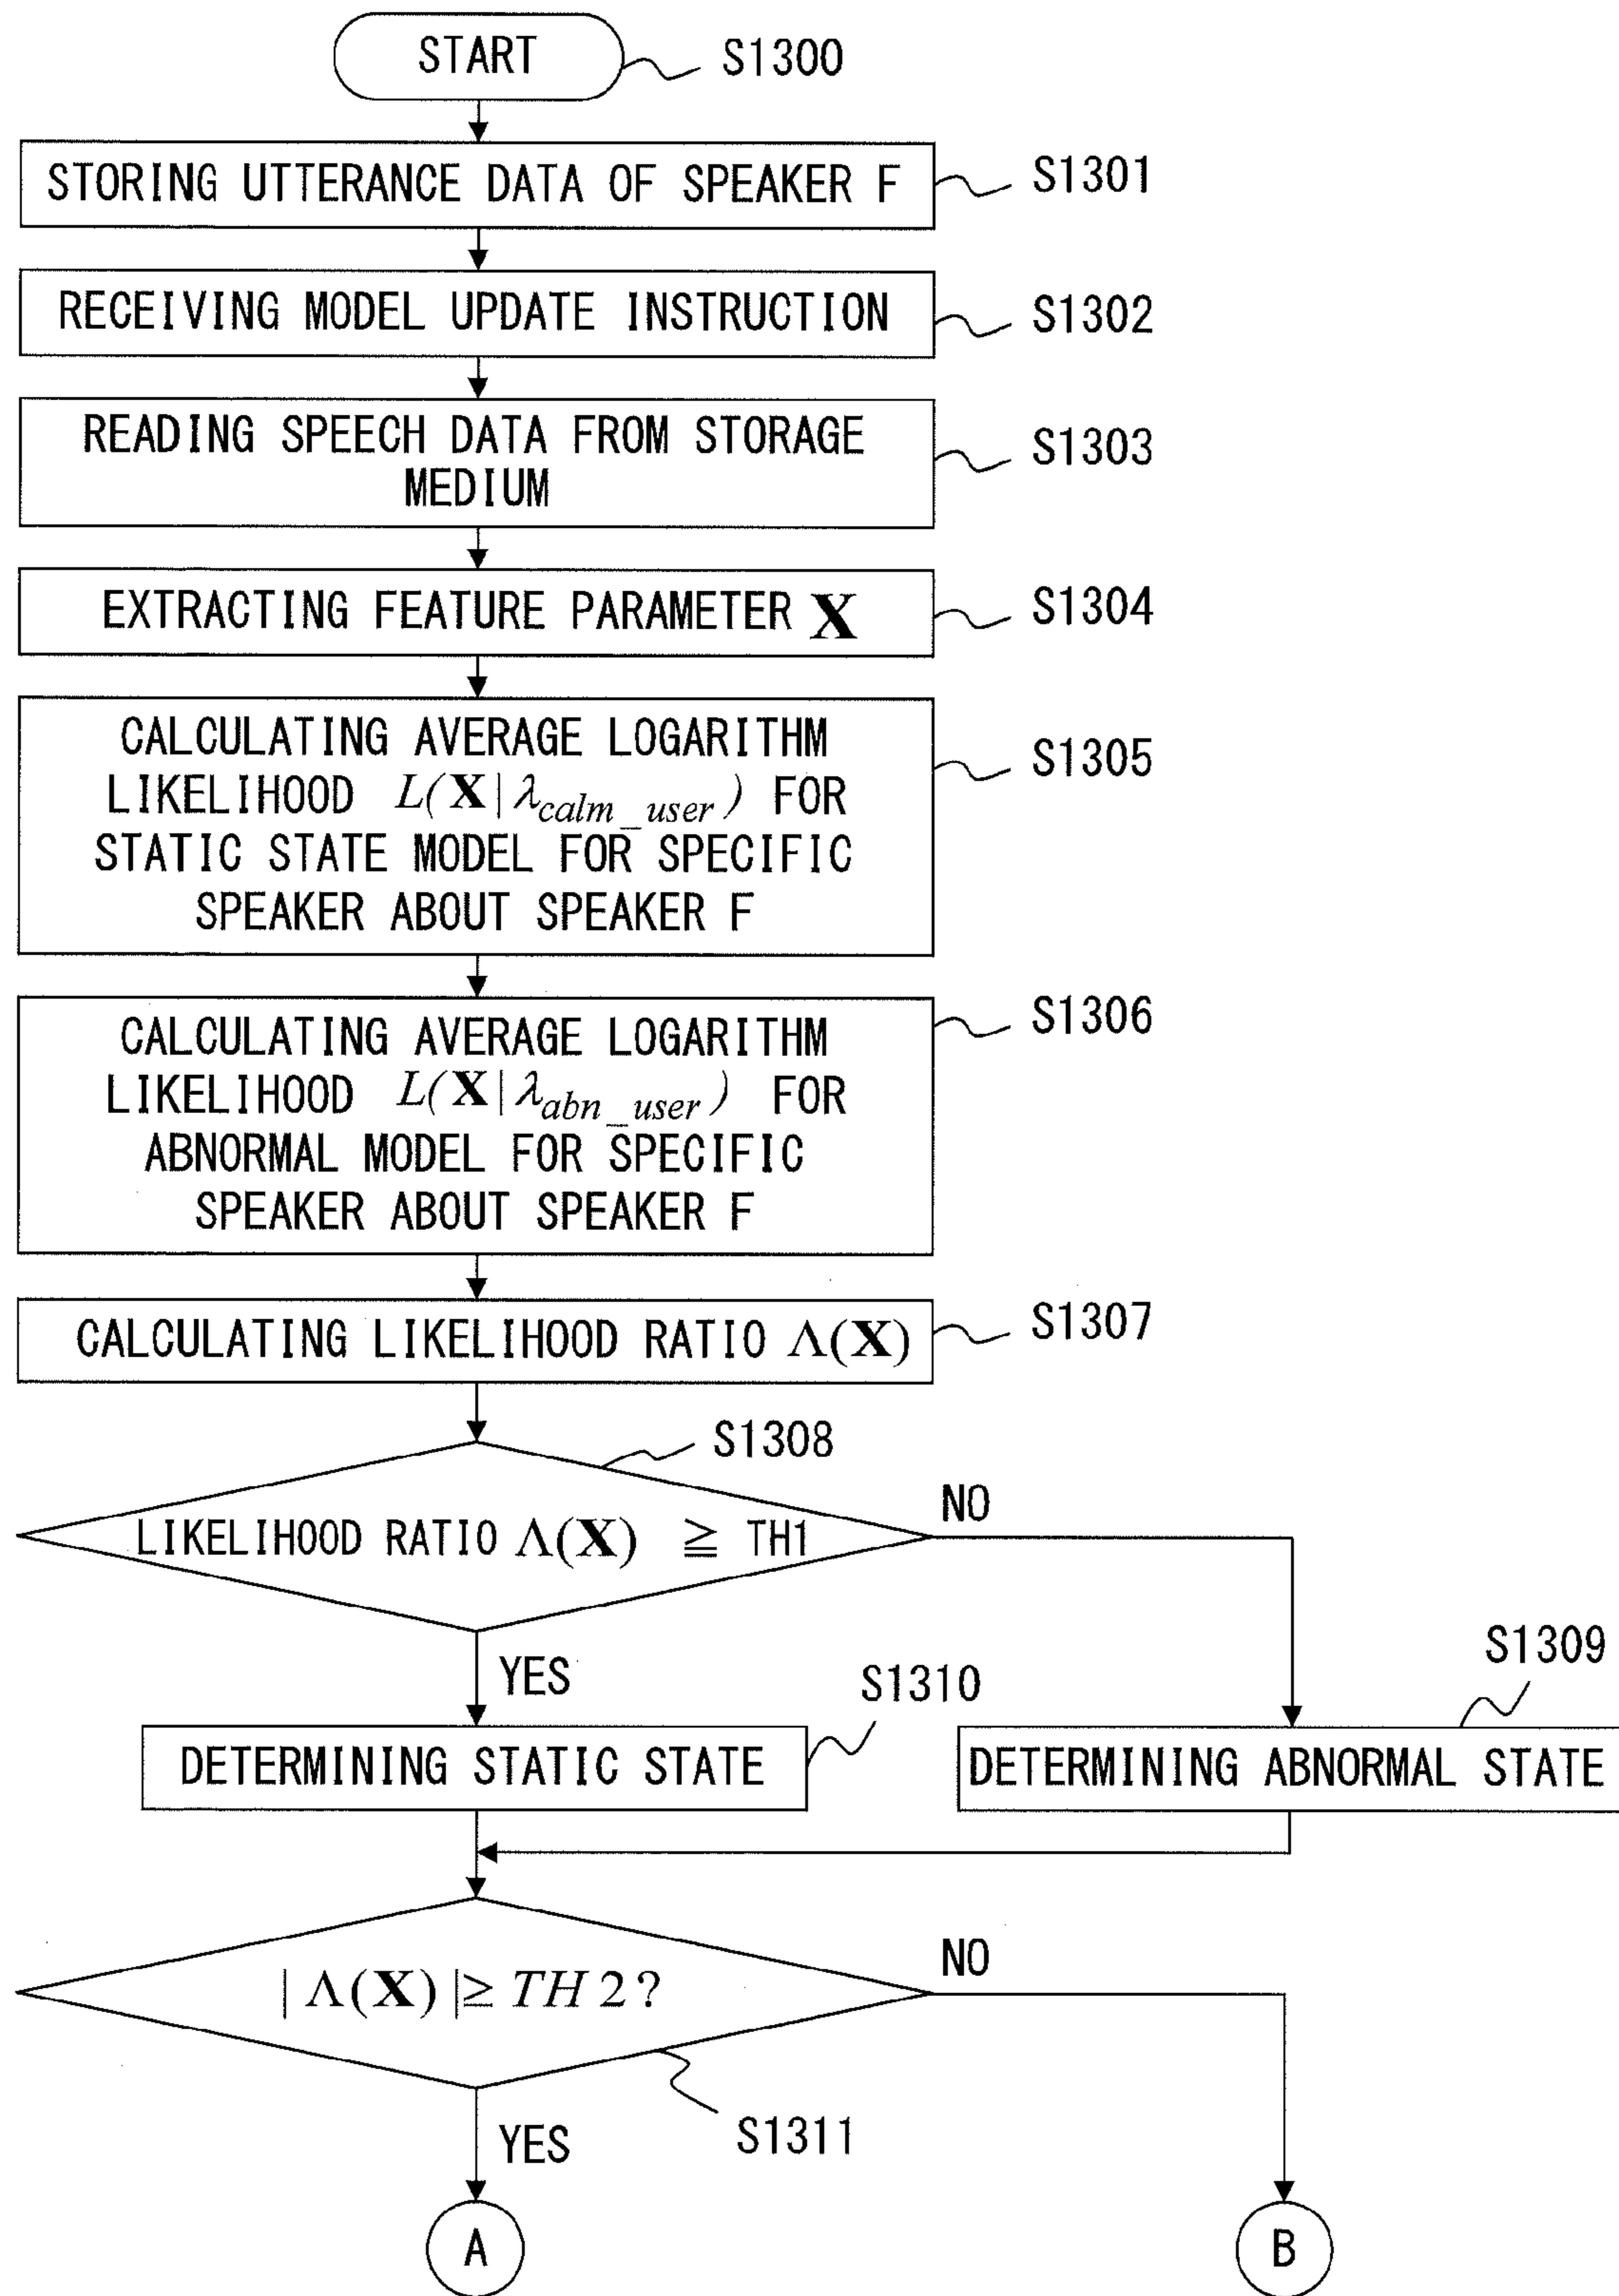 START
S1300
STORING UTTERANCE DATA OF SPEAKER F
S1301
RECEIVING MODEL UPDATE INSTRUCTION
S1302
READING SPEECH DATA FROM STORAGE
MEDIUM
S1303
EXTRACTING FEATURE PARAMETER X
S1304
CALCULATING AVERAGE LOGARITHM
LIKELIHOOD L(X|λcalm_user) FOR
STATIC STATE MODEL FOR SPECIFIC
SPEAKER ABOUT SPEAKER F
S1305
CALCULATING AVERAGE LOGARITHM
LIKELIHOOD L(X|λabn_user) FOR
ABNORMAL MODEL FOR SPECIFIC
SPEAKER ABOUT SPEAKER F
S1306
CALCULATING LIKELIHOOD RATIO Λ(X)
S1307
S1308
LIKELIHOOD RATIO Λ(X) ≧ TH1
NO
YES
S1310
DETERMINING STATIC STATE
S1309
DETERMINING ABNORMAL STATE
|Λ(X)|≥TH2?
NO
S1311
YES
A
B